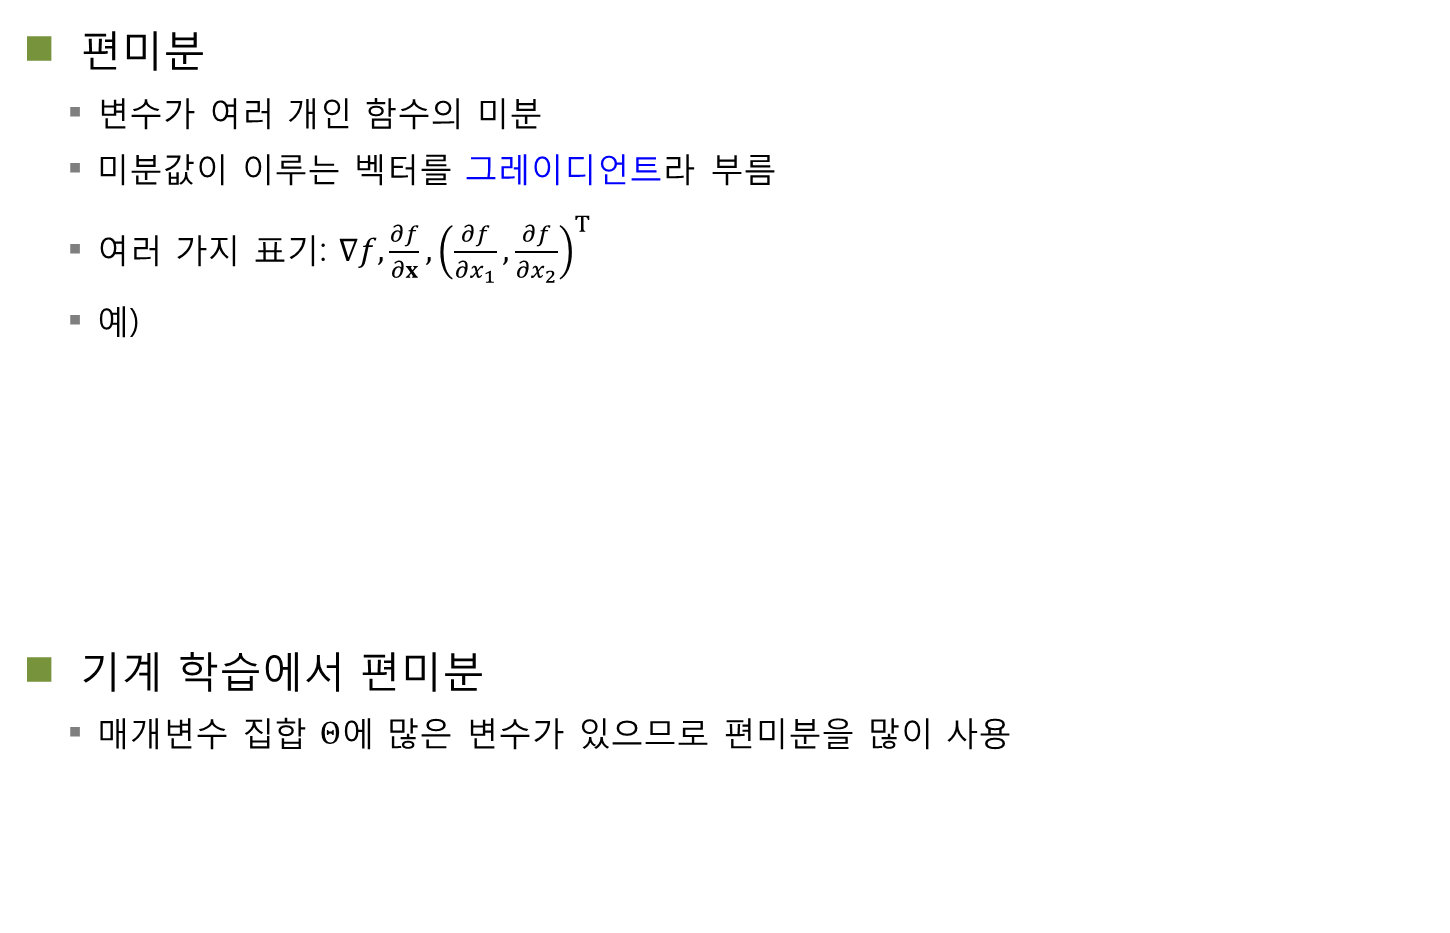 ■ 편미분
▪ 변수가 여러 개인 함수의 미분
▪ 미분값이 이루는 벡터를 그레이디언트라 부름
▪ 여러 가지 표기: ∇f, ∂f/∂𝐱, (∂f/∂x₁, ∂f/∂x₂)ᵀ
▪ 예)
■ 기계 학습에서 편미분
▪ 매개변수 집합 Θ에 많은 변수가 있으므로 편미분을 많이 사용